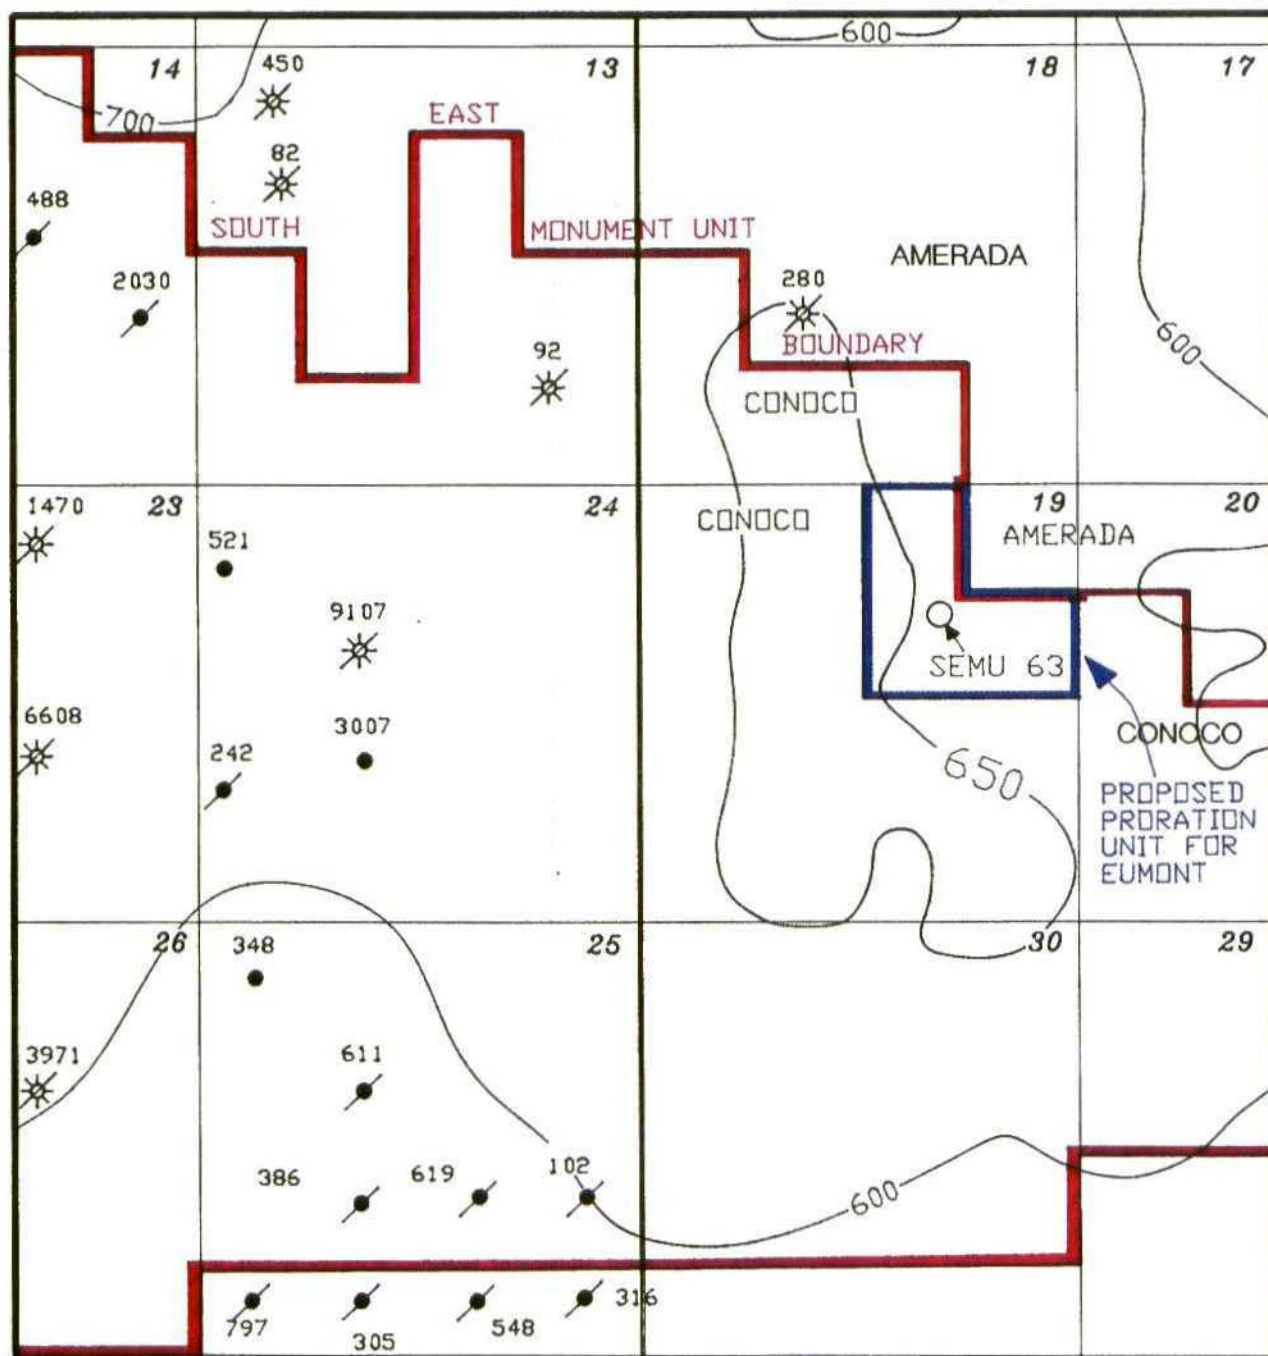 600
14
450
13
18
17
700
EAST
82
488
SOUTH
MONUMENT UNIT
AMERADA
2030
280
600
92
BOUNDARY
CONOCO
1470
23
24
19
20
521
CONOCO
AMERADA
9107
SEMU 63
6608
242
3007
CONOCO
650
PROPOSED
PRORATION
UNIT FOR
EUMONT
26
348
25
30
29
3971
611
386
619
102
600
797
305
548
316